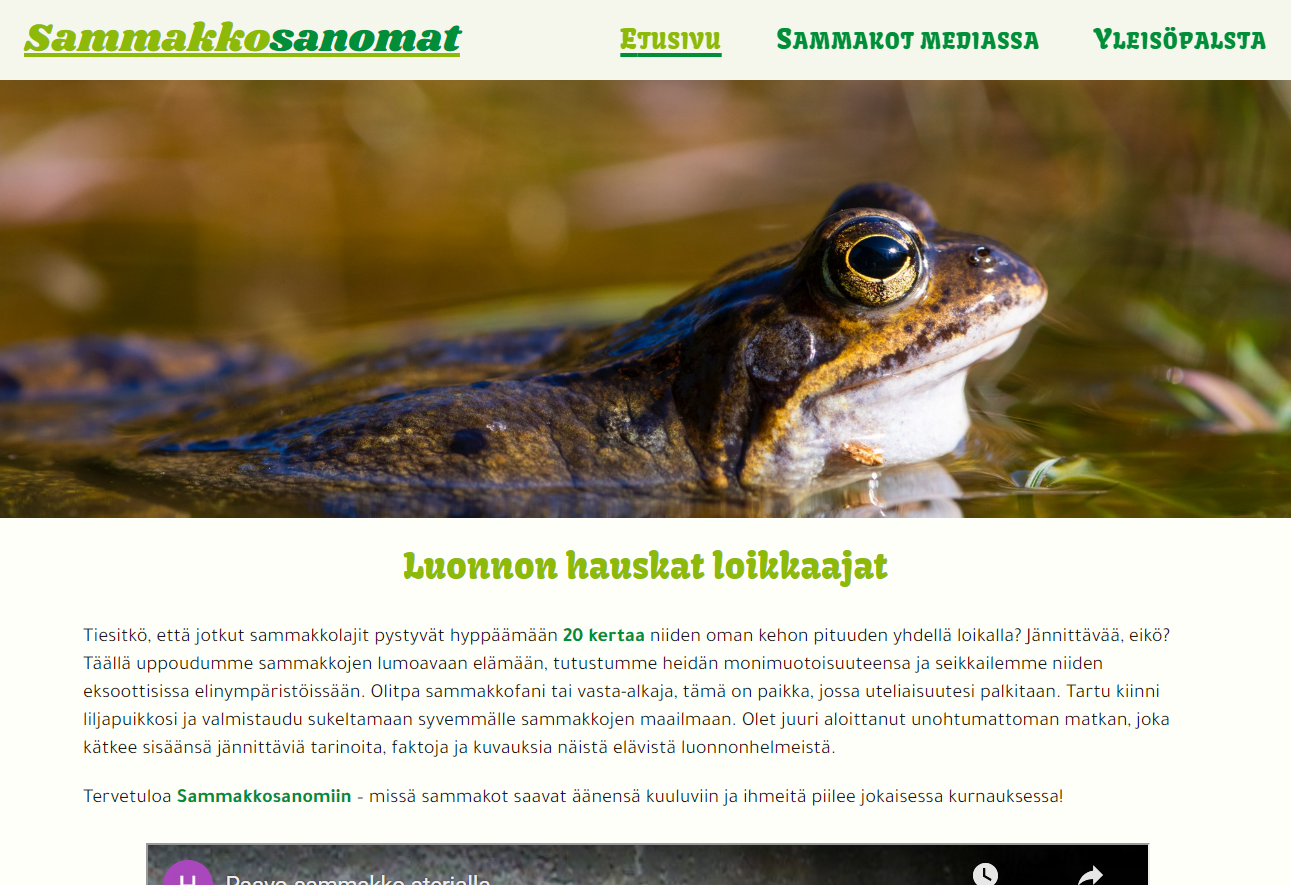 Sammakkosanomat
Etusivu
Sammakot mediassa
Yleisöpalsta
Luonnon hauskat loikkaajat
Tiesitkö, että jotkut sammakkolajit pystyvät hyppäämään 20 kertaa niiden oman kehon pituuden yhdellä loikalla? Jännittävää, eikö?
Täällä uppoudumme sammakkojen lumoavaan elämään, tutustumme heidän monimuotoisuuteensa ja seikkailemme niiden
eksoottisissa elinympäristöissään. Olitpa sammakkofani tai vasta-alkaja, tämä on paikka, jossa uteliaisuutesi palkitaan. Tartu kiinni
liljapuikkosi ja valmistaudu sukeltamaan syvemmälle sammakkojen maailmaan. Olet juuri aloittanut unohtumattoman matkan, joka
kätkee sisäänsä jännittäviä tarinoita, faktoja ja kuvauksia näistä elävistä luonnonhelmeistä.
Tervetuloa Sammakkosanomiin - missä sammakot saavat äänensä kuuluviin ja ihmeitä piilee jokaisessa kurnauksessa!
H
Paavo sammakko aterialla